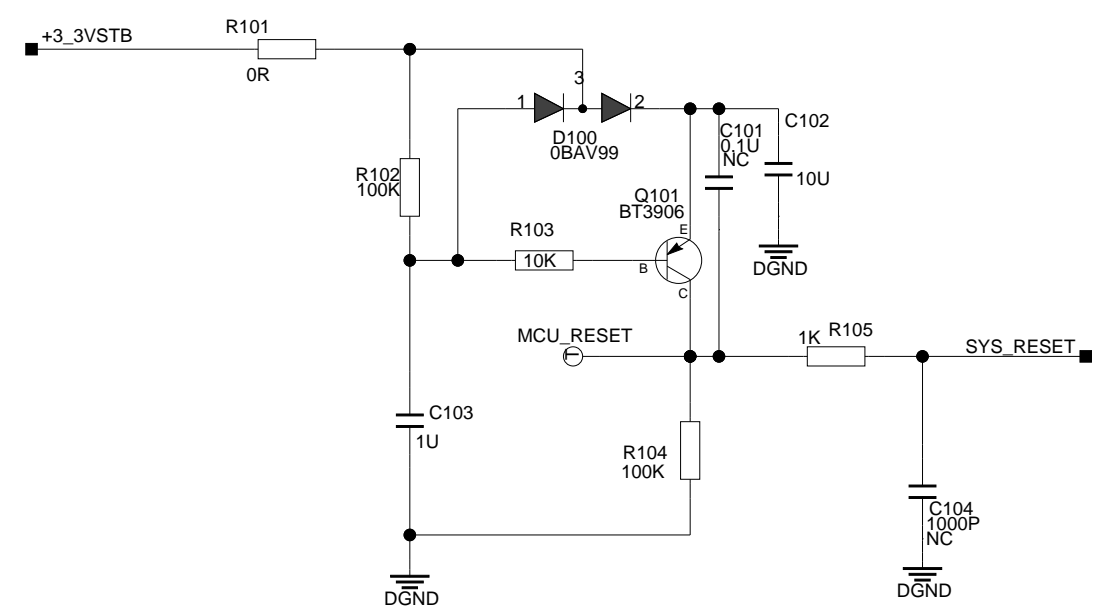 R101
+3_3VSTB
0R
3
1
2
D100
0BAV99
C101
0.1U
NC
C102
10U
R102
100K
Q101
BT3906
E
R103
10K
B
C
DGND
MCU_RESET
1K
R105
SYS_RESET
C103
1U
R104
100K
C104
1000P
NC
DGND
DGND